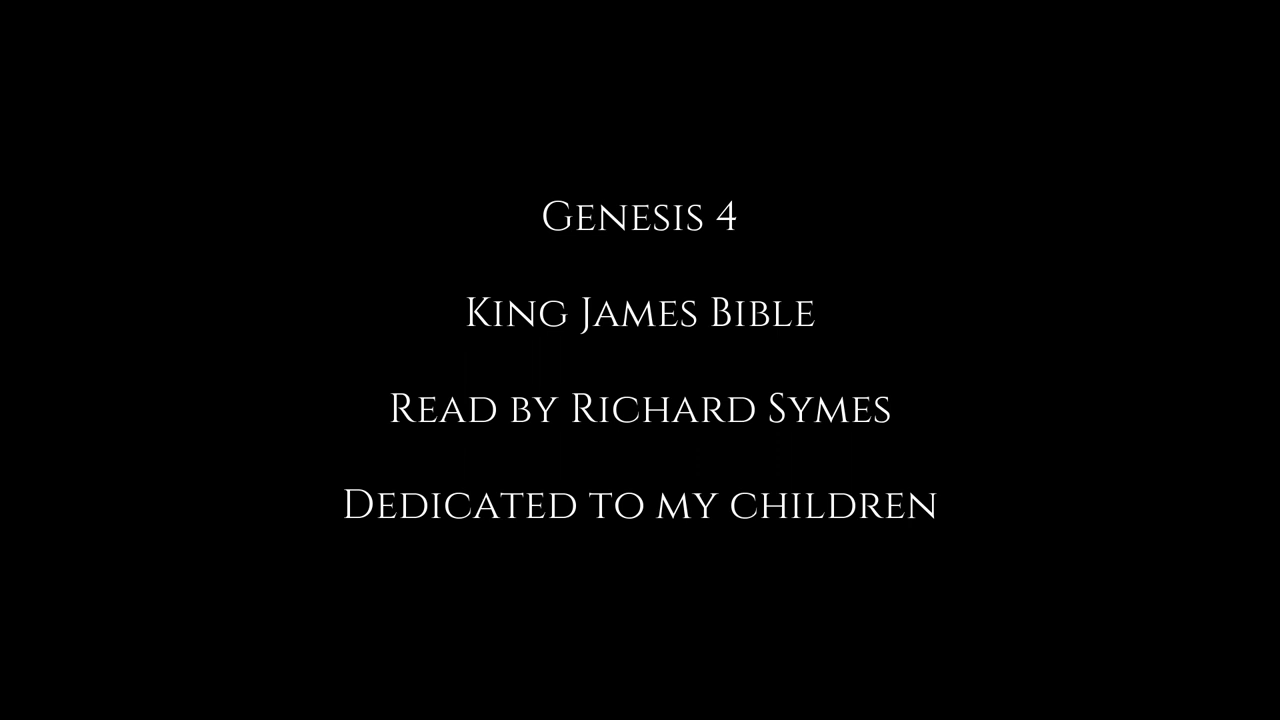 Genesis 4
King James Bible
Read by Richard Symes
Dedicated to my children